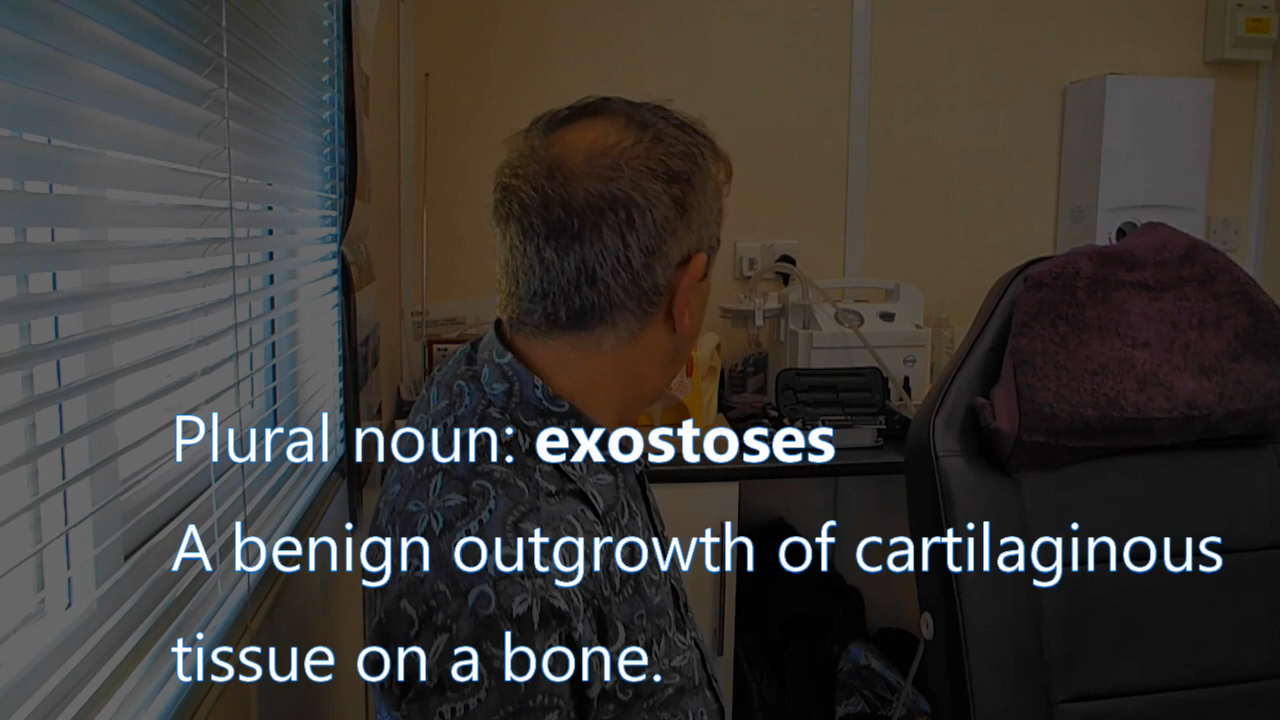 Plural noun: exostoses
A benign outgrowth of cartilaginous
tissue on a bone.